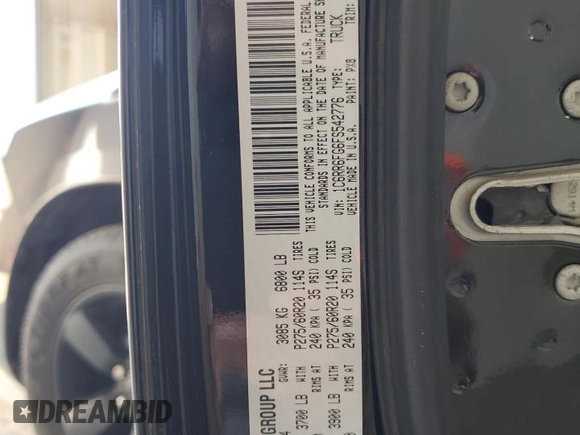 GROUP LLC
GVWR: 3085 KG 6800 LB
3700 LB WITH P275/60R20 114S TIRES
RIMS AT 240 KPA ( 35 PSI) COLD
3900 LB WITH P275/60R20 114S TIRES
RIMS AT 240 KPA ( 35 PSI) COLD
THIS VEHICLE CONFORMS TO ALL APPLICABLE U.S.A. FEDERAL
STANDARDS IN EFFECT ON THE DATE OF MANUFACTURE
VIN: 1C6RR6FG6FS542776 TYPE: TRUCK
MADE IN U.S.A. PAINT: PXB TRIM:
DREAMBID